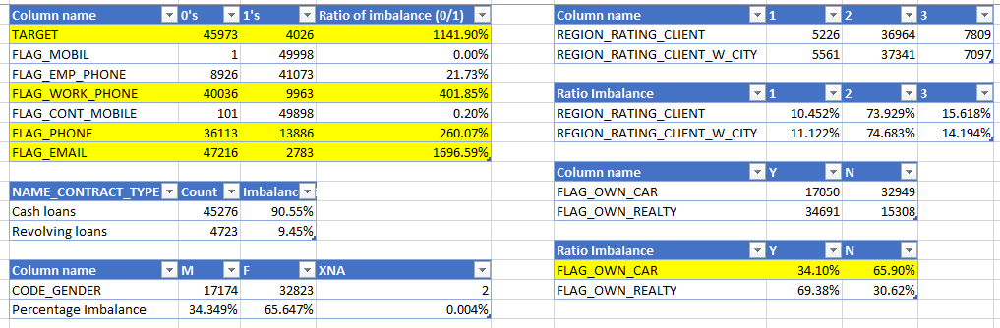 Column name 0's 1's Ratio of imbalance (0/1)
TARGET 45973 4026 1141.90%
FLAG_MOBIL 1 49998 0.00%
FLAG_EMP_PHONE 8926 41073 21.73%
FLAG_WORK_PHONE 40036 9963 401.85%
FLAG_CONT_MOBILE 101 49898 0.20%
FLAG_PHONE 36113 13886 260.07%
FLAG_EMAIL 47216 2783 1696.59%
NAME_CONTRACT_TYPE Count Imbalanc
Cash loans 45276 90.55%
Revolving loans 4723 9.45%
Column name M F XNA
CODE_GENDER 17174 32823 2
Percentage Imbalance 34.349% 65.647% 0.004%
Column name 1 2 3
REGION_RATING_CLIENT 5226 36964 7809
REGION_RATING_CLIENT_W_CITY 5561 37341 7097
Ratio Imbalance 1 2 3
REGION_RATING_CLIENT 10.452% 73.929% 15.618%
REGION_RATING_CLIENT_W_CITY 11.122% 74.683% 14.194%
Column name Y N
FLAG_OWN_CAR 17050 32949
FLAG_OWN_REALTY 34691 15308
Ratio Imbalance Y N
FLAG_OWN_CAR 34.10% 65.90%
FLAG_OWN_REALTY 69.38% 30.62%